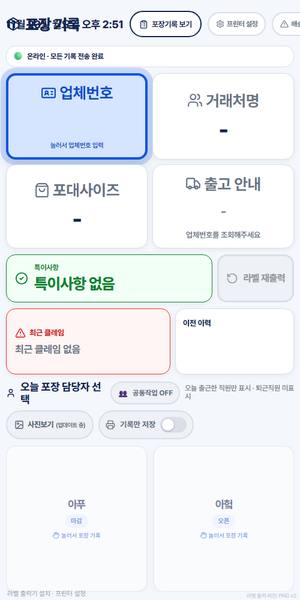 포장기록
오후 2:51
포장기록 보기
프린터 설정
온라인 · 모든 기록 전송 완료
업체번호
눌러서 업체번호 입력
거래처명
-
포대사이즈
-
출고 안내
-
업체번호를 조회해주세요
특이사항
특이사항 없음
라벨 재출력
최근 클레임
최근 클레임 없음
이전 이력
오늘 포장 담당자 선택
공동작업 OFF
오늘 출근한 직원만 표시 · 퇴근직원 미표시
사진보기 (업데이트 중)
기록만 저장
아푸
마감
눌러서 포장 기록
오픈
눌러서 포장 기록
라벨 출력기 설치 · 프린터 설정